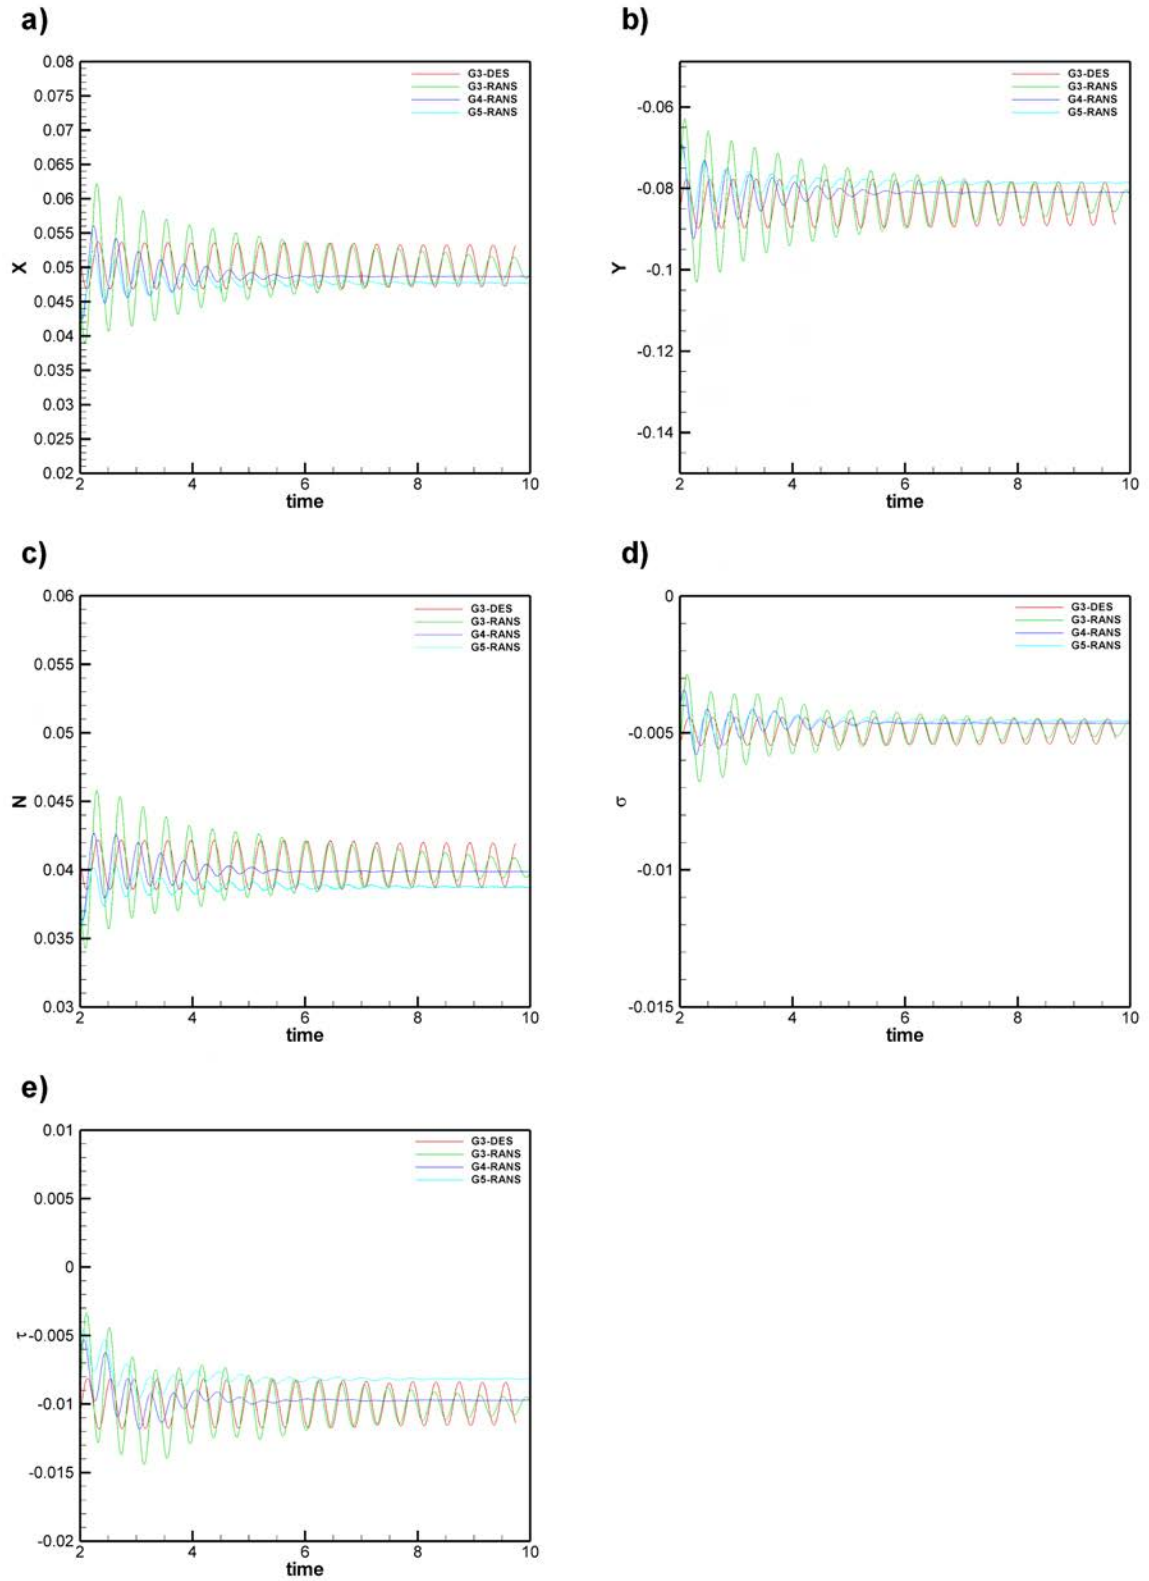 a)
0.08
0.075
0.07
0.065
0.06
0.055
0.05
0.045
0.04
0.035
0.03
0.025
0.02
X
2 4 6 8 10
time
G3-DES
G3-RANS
G4-RANS
G5-RANS
b)
-0.06
-0.08
-0.1
-0.12
-0.14
Y
2 4 6 8 10
time
G3-DES
G3-RANS
G4-RANS
G5-RANS
c)
0.06
0.055
0.05
0.045
0.04
0.035
0.03
N
2 4 6 8 10
time
G3-DES
G3-RANS
G4-RANS
G5-RANS
d)
0
-0.005
-0.01
-0.015
σ
2 4 6 8 10
time
G3-DES
G3-RANS
G4-RANS
G5-RANS
e)
0.01
0.005
0
-0.005
-0.01
-0.015
-0.02
τ
2 4 6 8 10
time
G3-DES
G3-RANS
G4-RANS
G5-RANS